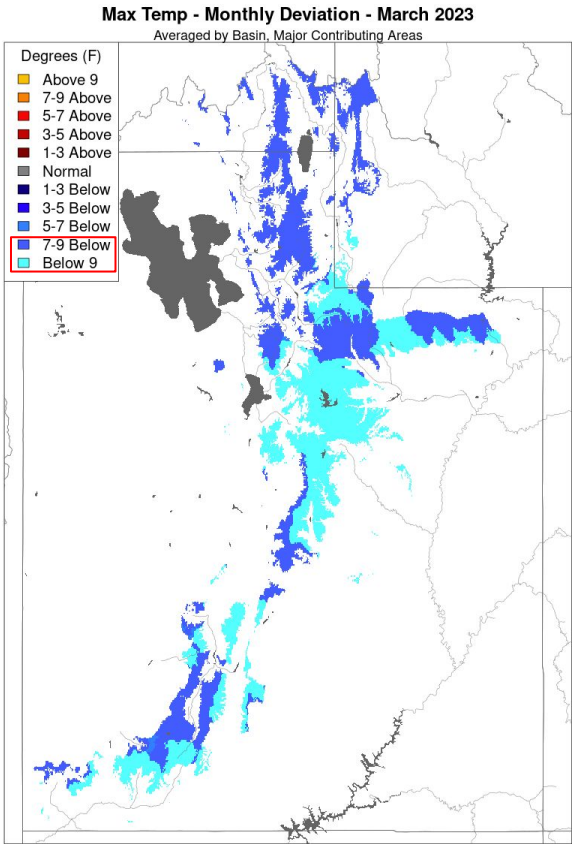 Max Temp - Monthly Deviation - March 2023
Averaged by Basin, Major Contributing Areas
Degrees (F)
Above 9
7-9 Above
5-7 Above
3-5 Above
1-3 Above
Normal
1-3 Below
3-5 Below
5-7 Below
7-9 Below
Below 9